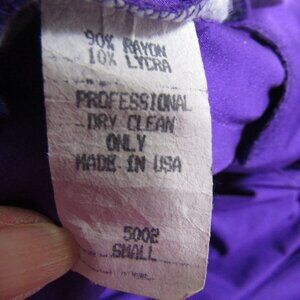 90% RAYON
10% LYCRA
PROFESSIONAL
DRY CLEAN
ONLY
MADE IN USA
5002
SMALL